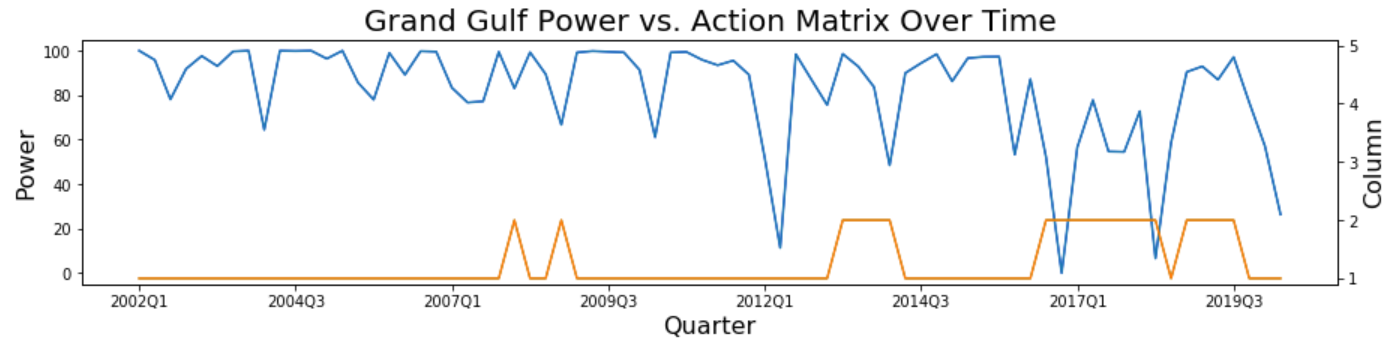 Grand Gulf Power vs. Action Matrix Over Time
Power
100
80
60
40
20
0
5
4
3
2
1
Column
2002Q1 2004Q3 2007Q1 2009Q3 2012Q1 2014Q3 2017Q1 2019Q3
Quarter